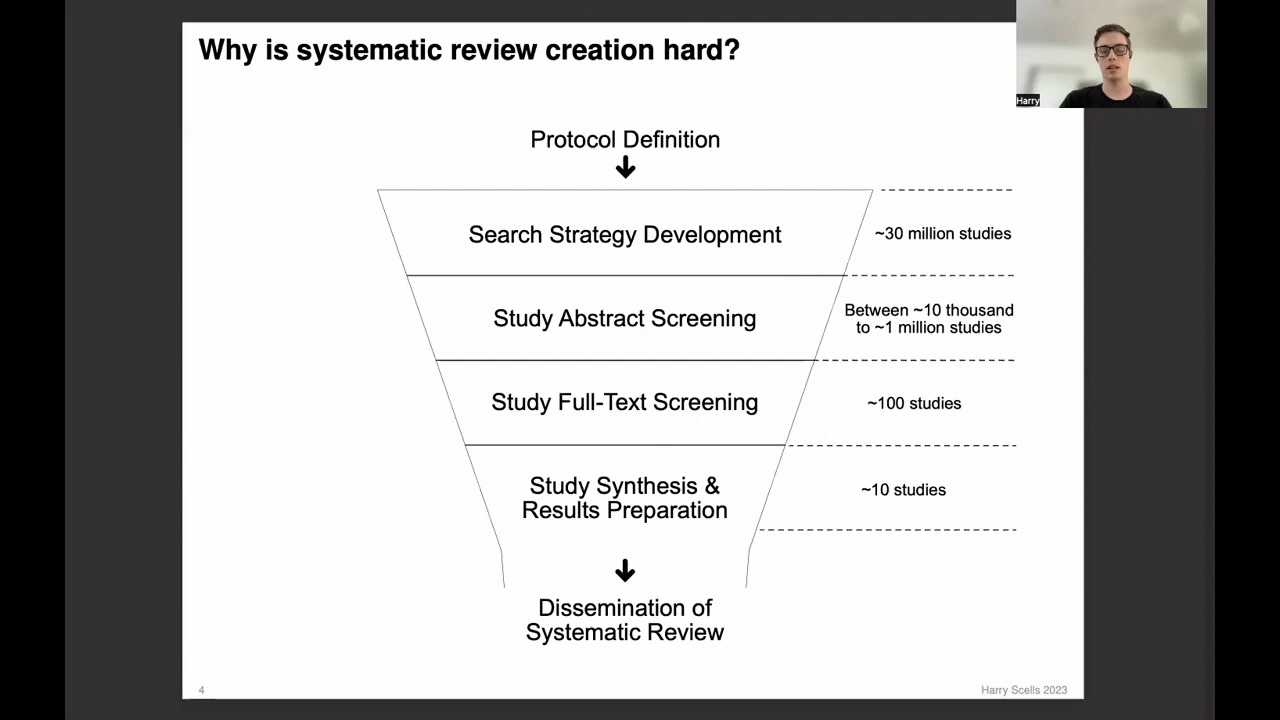 Why is systematic review creation hard?
Harry
Protocol Definition
Search Strategy Development
~30 million studies
Study Abstract Screening
Between ~10 thousand
to ~1 million studies
Study Full-Text Screening
~100 studies
Study Synthesis &
Results Preparation
~10 studies
Dissemination of
Systematic Review
4
Harry Scells 2023